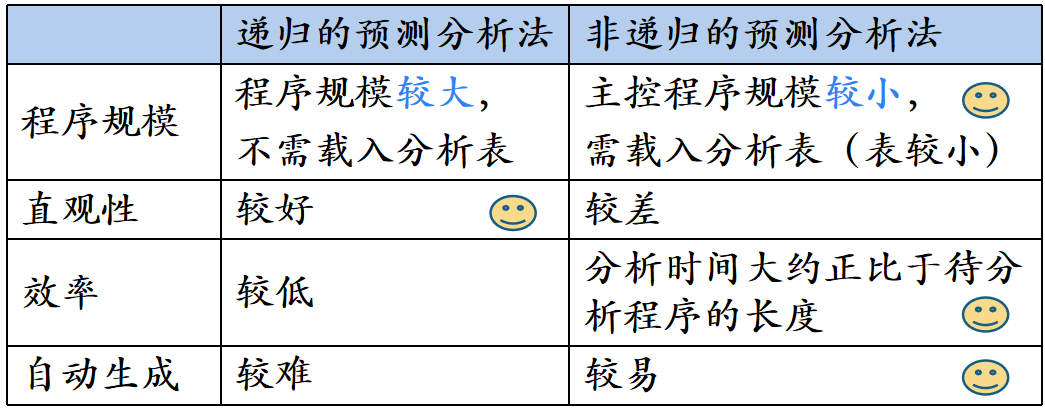 递归的预测分析法
非递归的预测分析法
程序规模
程序规模较大，
不需载入分析表
主控程序规模较小，
需载入分析表（表较小）
直观性
较好
较差
效率
较低
分析时间大约正比于待分
析程序的长度
自动生成
较难
较易